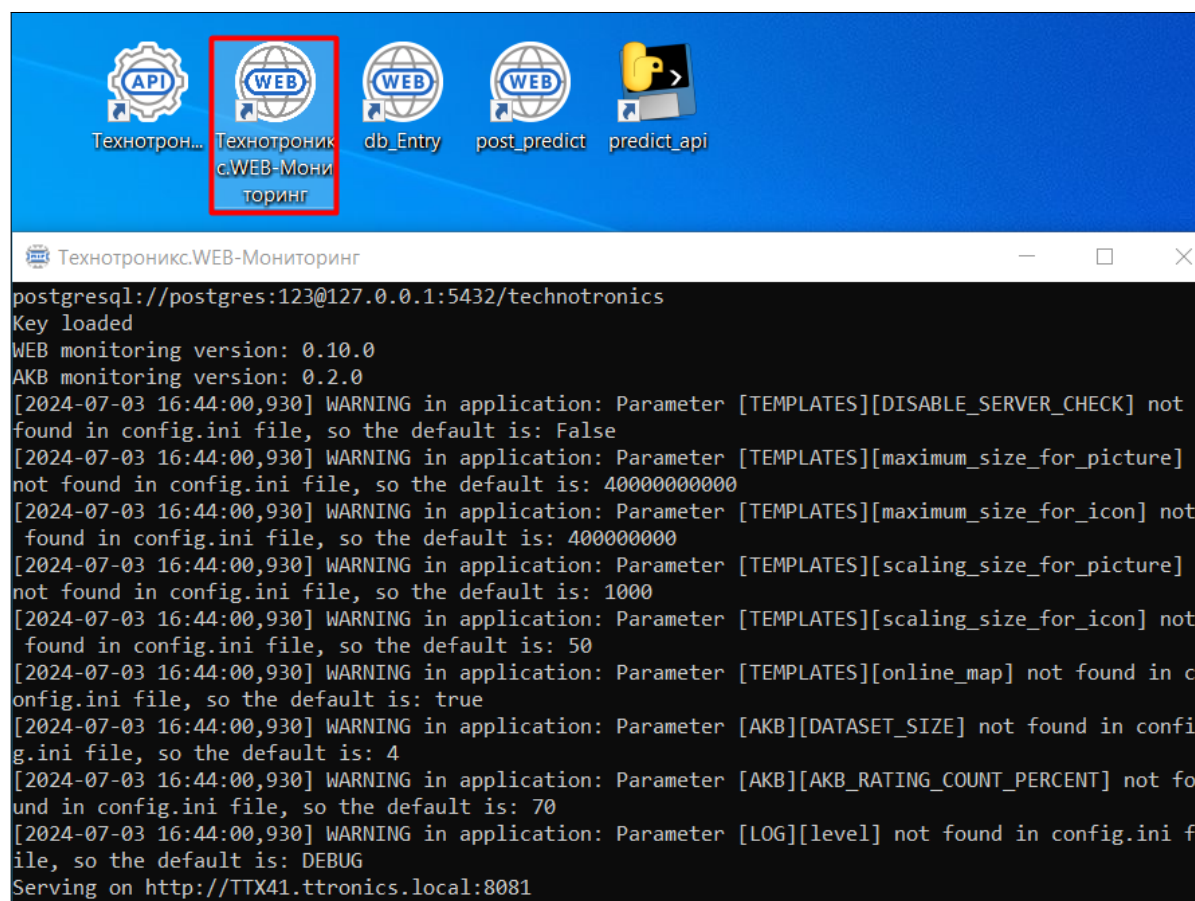 API
WEB
WEB
WEB
Технотрон...
Технотроник
с.WEB-Мони
торинг
db_Entry
post_predict
predict_api
Технотроникс.WEB-Мониторинг
postgresql://postgres:123@127.0.0.1:5432/technotronics
Key loaded
WEB monitoring version: 0.10.0
AKB monitoring version: 0.2.0
[2024-07-03 16:44:00,930] WARNING in application: Parameter [TEMPLATES][DISABLE_SERVER_CHECK] not
found in config.ini file, so the default is: False
[2024-07-03 16:44:00,930] WARNING in application: Parameter [TEMPLATES][maximum_size_for_picture]
not found in config.ini file, so the default is: 40000000000
[2024-07-03 16:44:00,930] WARNING in application: Parameter [TEMPLATES][maximum_size_for_icon] not
found in config.ini file, so the default is: 400000000
[2024-07-03 16:44:00,930] WARNING in application: Parameter [TEMPLATES][scaling_size_for_picture]
not found in config.ini file, so the default is: 1000
[2024-07-03 16:44:00,930] WARNING in application: Parameter [TEMPLATES][scaling_size_for_icon] not
found in config.ini file, so the default is: 50
[2024-07-03 16:44:00,930] WARNING in application: Parameter [TEMPLATES][online_map] not found in c
onfig.ini file, so the default is: true
[2024-07-03 16:44:00,930] WARNING in application: Parameter [AKB][DATASET_SIZE] not found in confi
g.ini file, so the default is: 4
[2024-07-03 16:44:00,930] WARNING in application: Parameter [AKB][AKB_RATING_COUNT_PERCENT] not fo
und in config.ini file, so the default is: 70
[2024-07-03 16:44:00,930] WARNING in application: Parameter [LOG][level] not found in config.ini f
ile, so the default is: DEBUG
Serving on http://TTX41.ttronics.local:8081